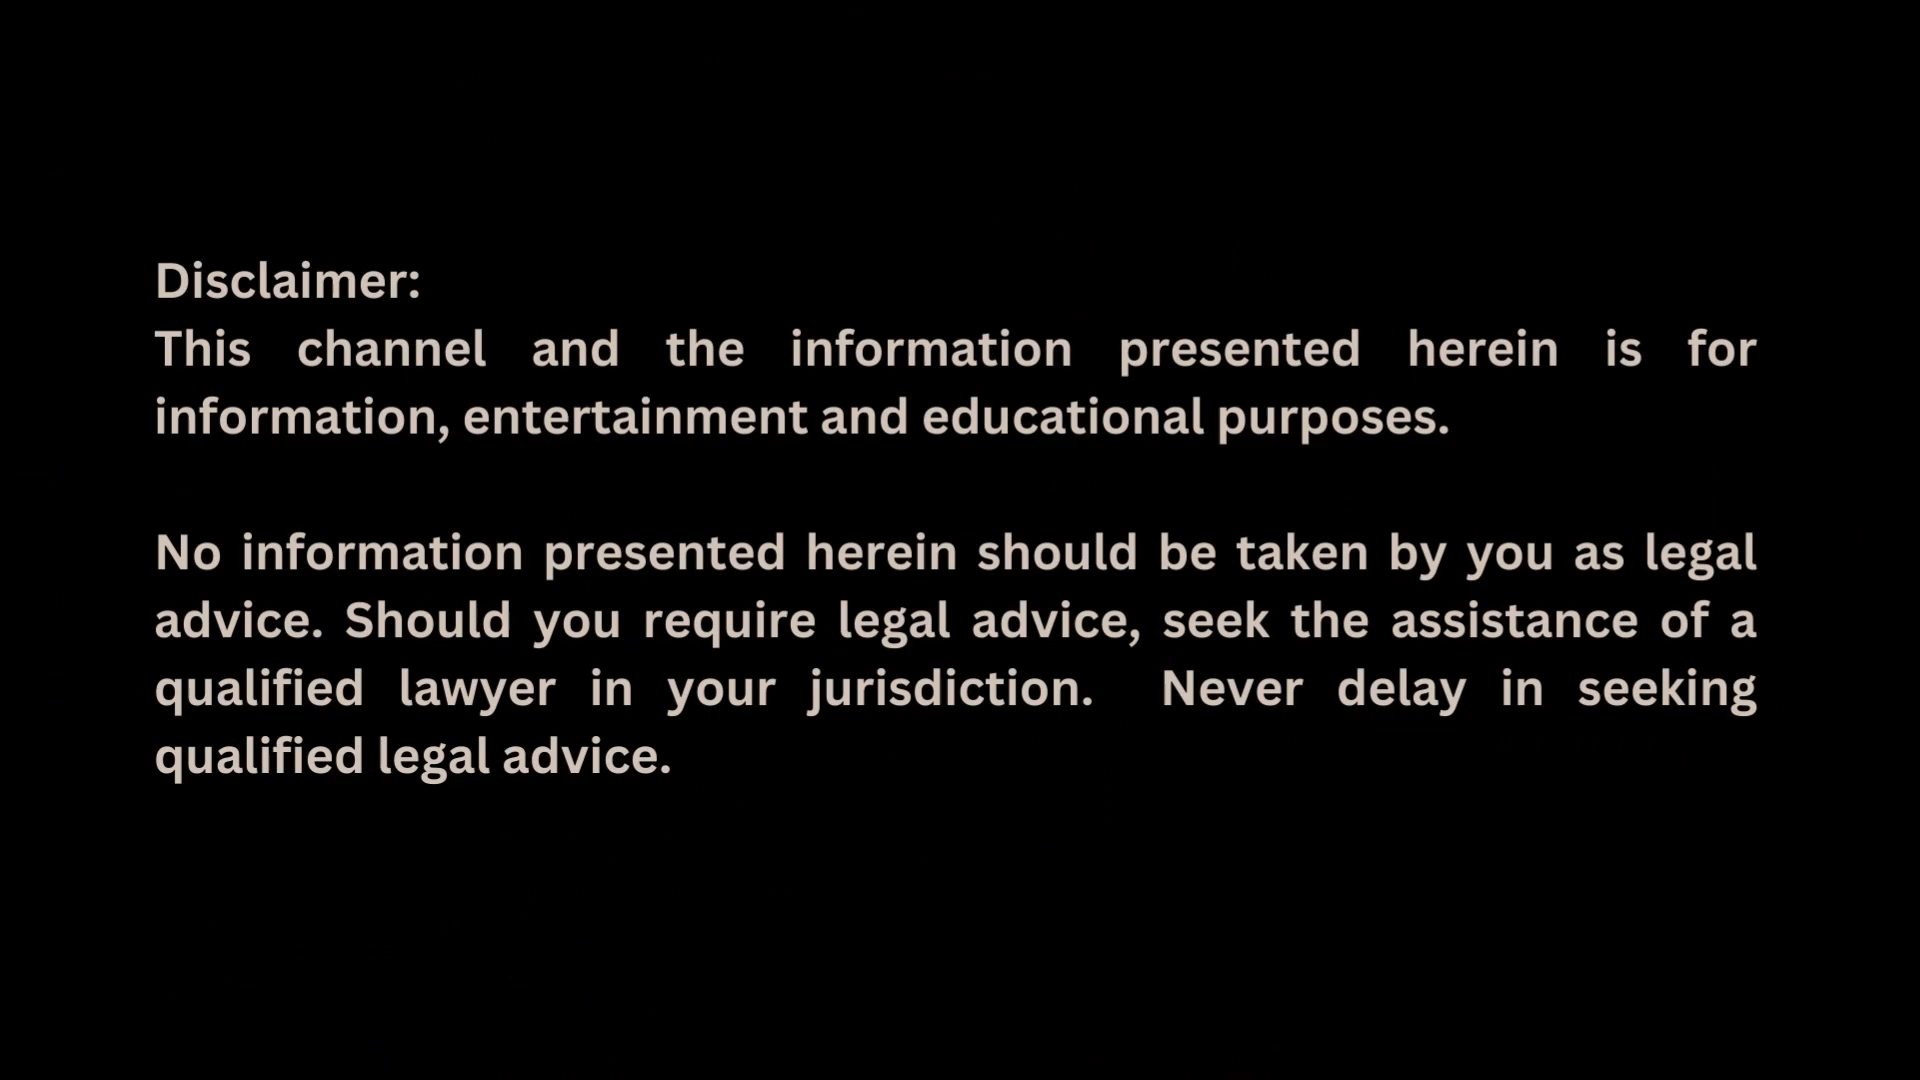 Disclaimer:
This channel and the information presented herein is for
information, entertainment and educational purposes.
No information presented herein should be taken by you as legal
advice. Should you require legal advice, seek the assistance of a
qualified lawyer in your jurisdiction.  Never delay in seeking
qualified legal advice.